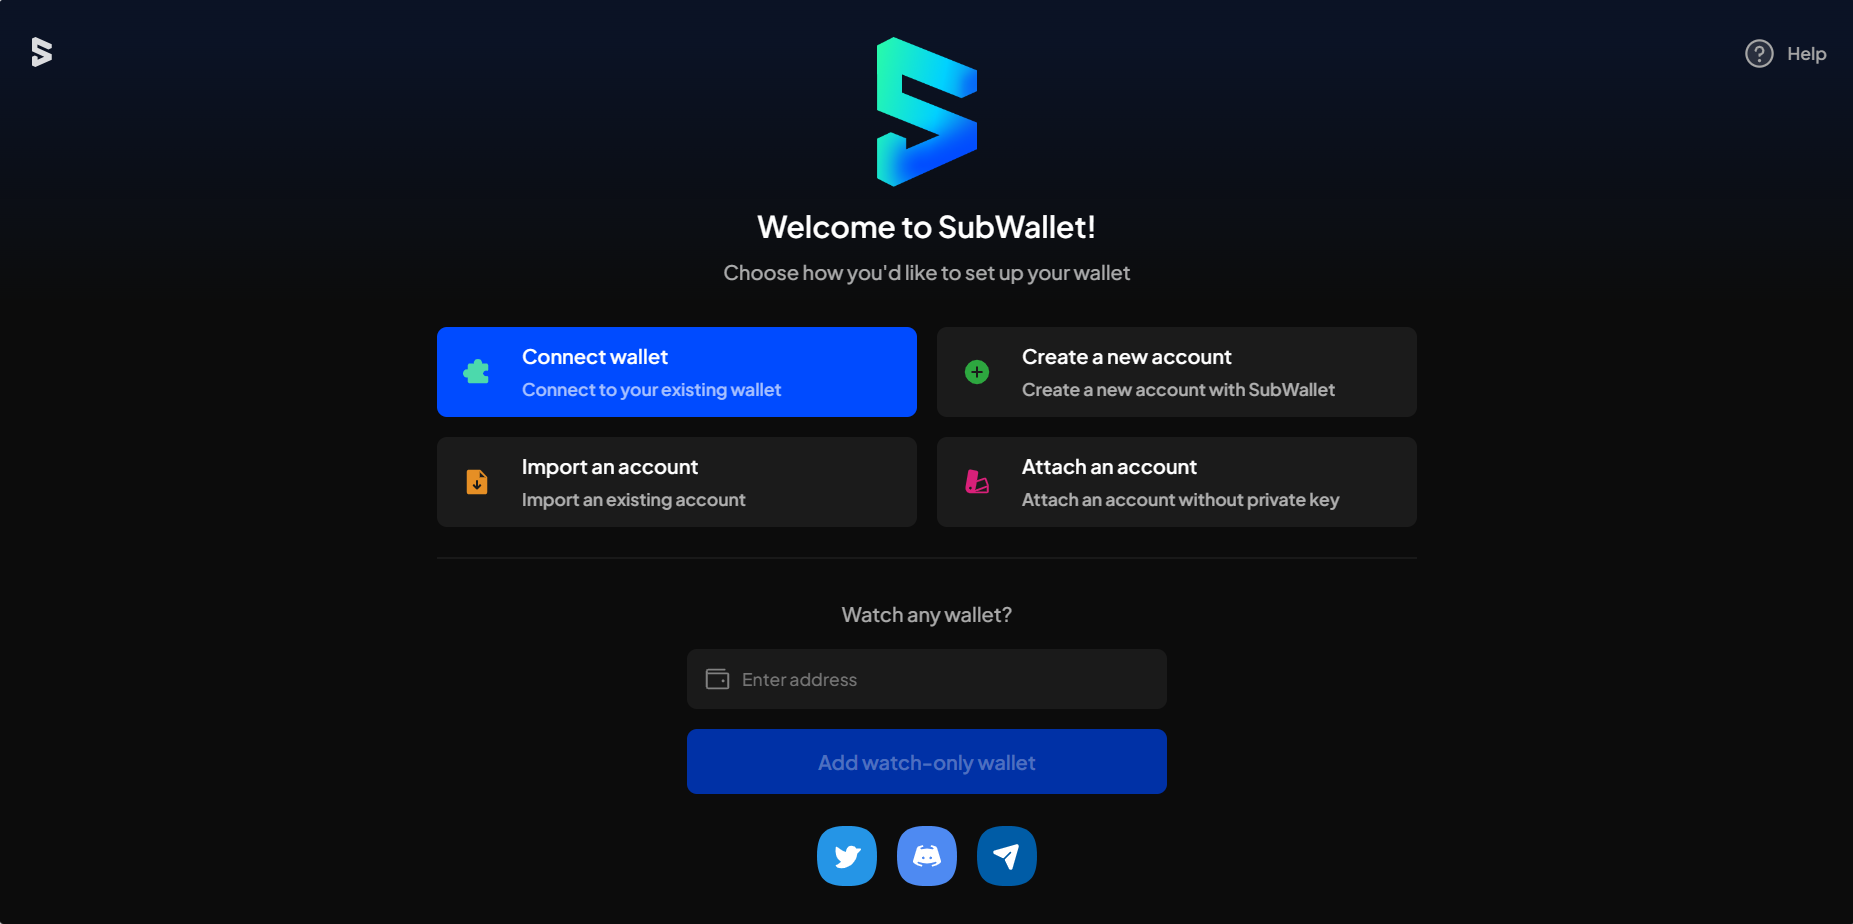 Help
Welcome to SubWallet!
Choose how you'd like to set up your wallet
Connect wallet
Connect to your existing wallet
Create a new account
Create a new account with SubWallet
Import an account
Import an existing account
Attach an account
Attach an account without private key
Watch any wallet?
Enter address
Add watch-only wallet